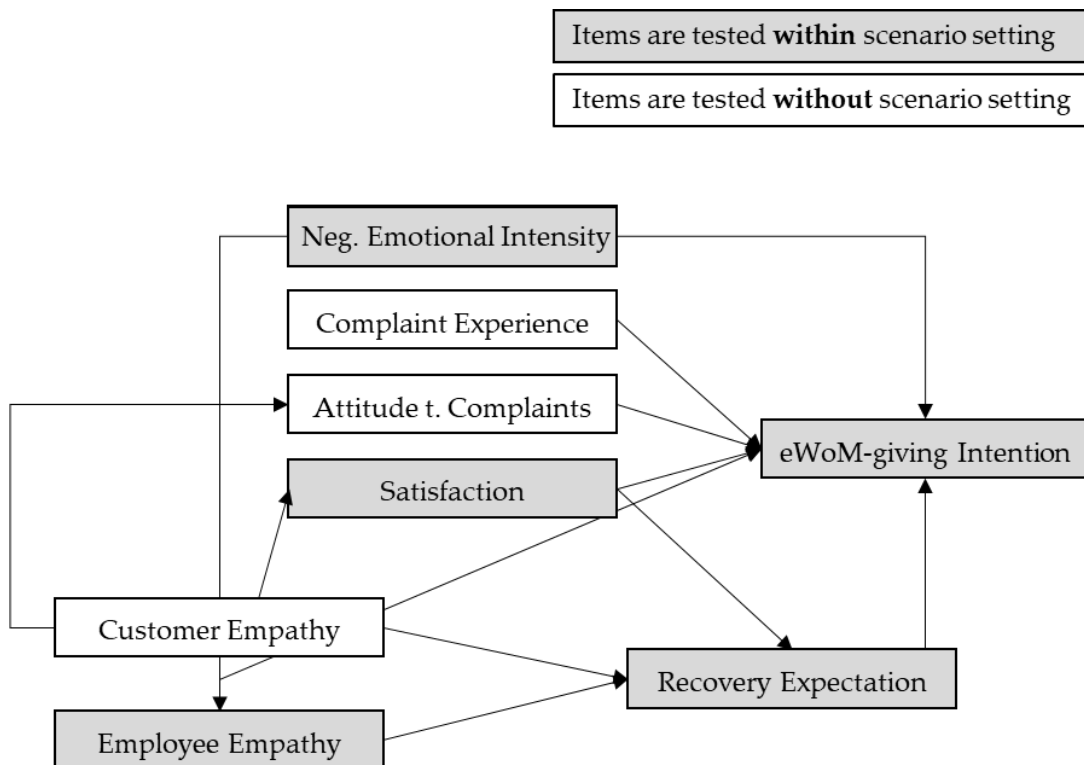 Items are tested within scenario setting
Items are tested without scenario setting
Neg. Emotional Intensity
Complaint Experience
Attitude t. Complaints
eWoM-giving Intention
Satisfaction
Customer Empathy
Recovery Expectation
Employee Empathy